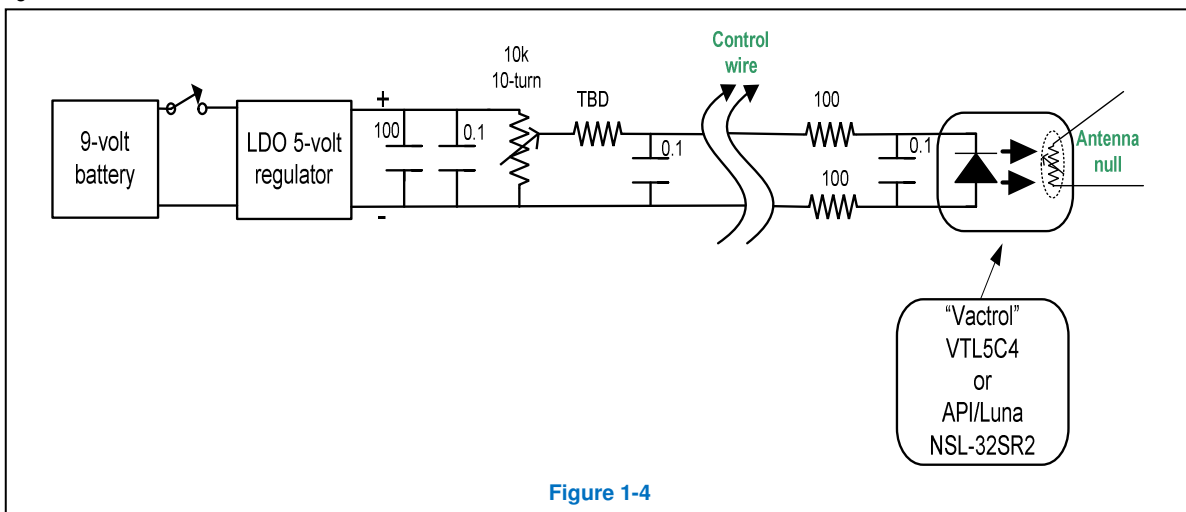 9-volt
battery
LDO 5-volt
regulator
+
-
100
0.1
10k
10-turn
TBD
0.1
Control
wire
100
100
0.1
Antenna
null
“Vactrol”
VTL5C4
or
API/Luna
NSL-32SR2
Figure 1-4